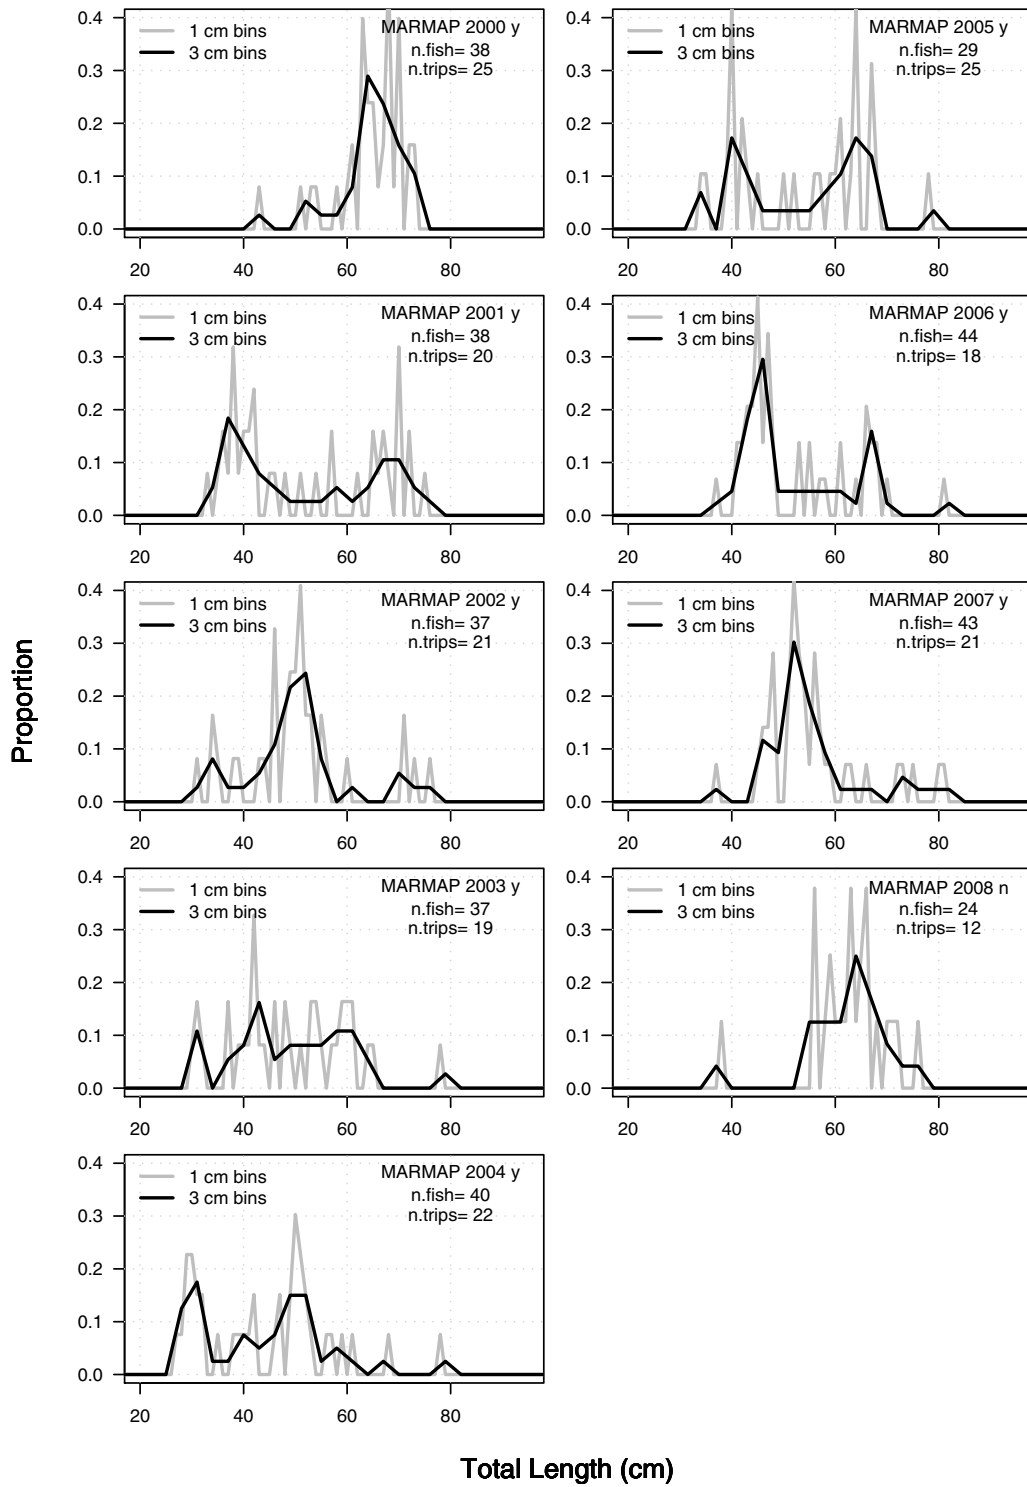 Proportion
0.4
0.3
0.2
0.1
0.0
1 cm bins
3 cm bins
MARMAP 2000 y
n.fish= 38
n.trips= 25
20 40 60 80
0.4
0.3
0.2
0.1
0.0
1 cm bins
3 cm bins
MARMAP 2005 y
n.fish= 29
n.trips= 25
20 40 60 80
0.4
0.3
0.2
0.1
0.0
1 cm bins
3 cm bins
MARMAP 2001 y
n.fish= 38
n.trips= 20
20 40 60 80
0.4
0.3
0.2
0.1
0.0
1 cm bins
3 cm bins
MARMAP 2006 y
n.fish= 44
n.trips= 18
20 40 60 80
0.4
0.3
0.2
0.1
0.0
1 cm bins
3 cm bins
MARMAP 2002 y
n.fish= 37
n.trips= 21
20 40 60 80
0.4
0.3
0.2
0.1
0.0
1 cm bins
3 cm bins
MARMAP 2007 y
n.fish= 43
n.trips= 21
20 40 60 80
0.4
0.3
0.2
0.1
0.0
1 cm bins
3 cm bins
MARMAP 2003 y
n.fish= 37
n.trips= 19
20 40 60 80
0.4
0.3
0.2
0.1
0.0
1 cm bins
3 cm bins
MARMAP 2008 n
n.fish= 24
n.trips= 12
20 40 60 80
0.4
0.3
0.2
0.1
0.0
1 cm bins
3 cm bins
MARMAP 2004 y
n.fish= 40
n.trips= 22
20 40 60 80
Total Length (cm)